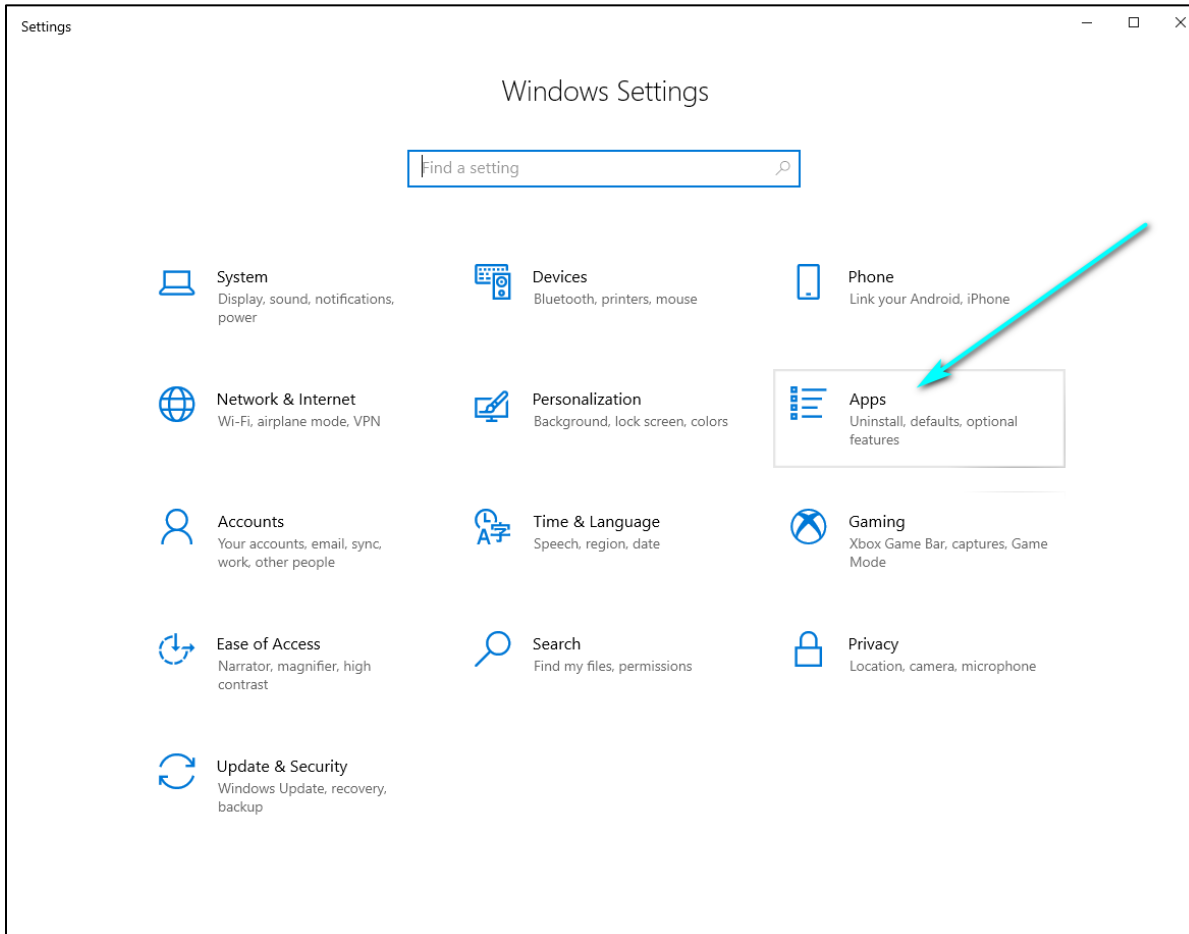 Settings
Windows Settings
Find a setting
System
Display, sound, notifications,
power
Devices
Bluetooth, printers, mouse
Phone
Link your Android, iPhone
Network & Internet
Wi-Fi, airplane mode, VPN
Personalization
Background, lock screen, colors
Apps
Uninstall, defaults, optional
features
Accounts
Your accounts, email, sync,
work, other people
Time & Language
Speech, region, date
Gaming
Xbox Game Bar, captures, Game
Mode
Ease of Access
Narrator, magnifier, high
contrast
Search
Find my files, permissions
Privacy
Location, camera, microphone
Update & Security
Windows Update, recovery,
backup